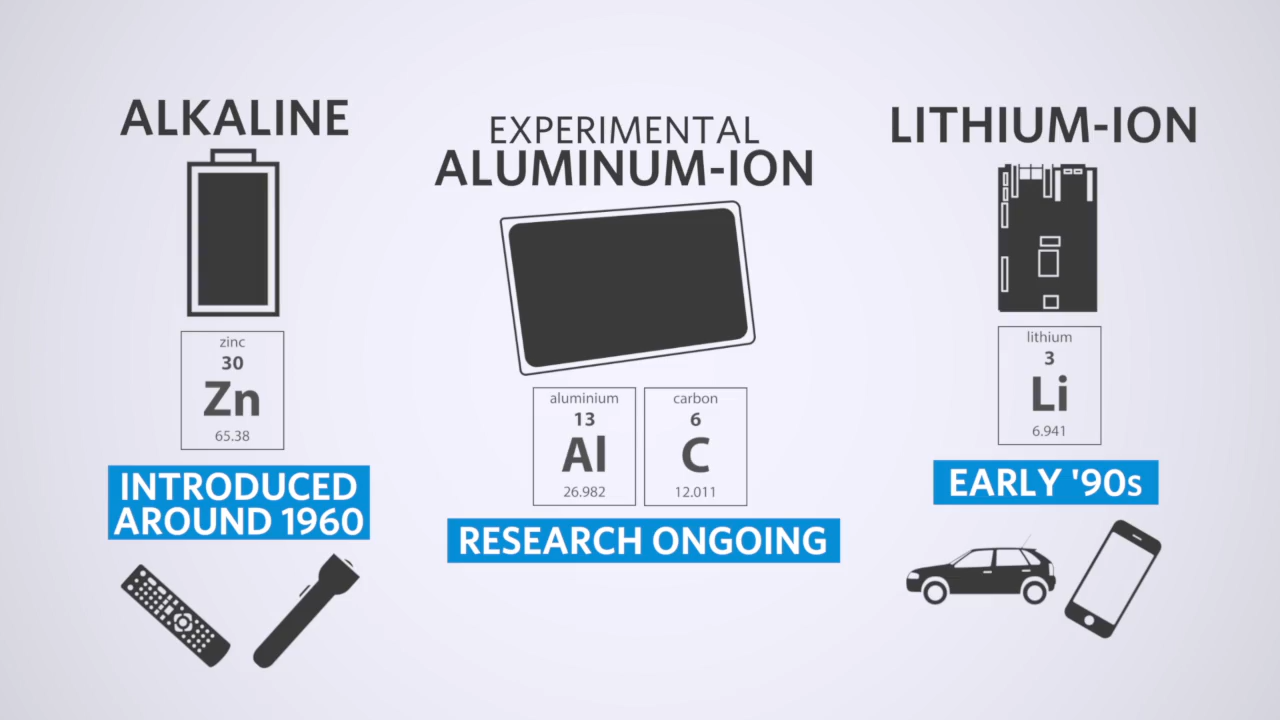 ALKALINE
zinc
30
Zn
65.38
INTRODUCED
AROUND 1960
EXPERIMENTAL
ALUMINUM-ION
aluminium
13
Al
26.982
carbon
6
C
12.011
RESEARCH ONGOING
LITHIUM-ION
lithium
3
Li
6.941
EARLY '90s